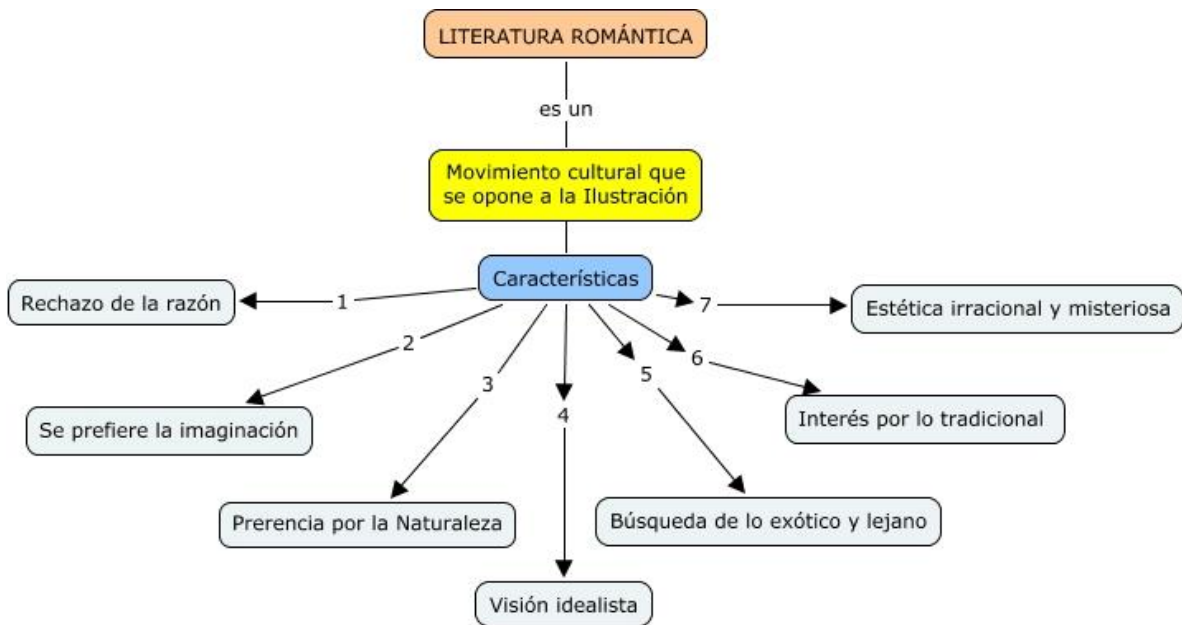 LITERATURA ROMÁNTICA
es un
Movimiento cultural que
se opone a la Ilustración
Característícas
1
Rechazo de la razón
2
Se prefiere la imaginación
3
Prerencia por la Naturaleza
4
Visión idealista
5
Búsqueda de lo exótico y lejano
6
Interés por lo tradicional
7
Estética irracional y misteriosa